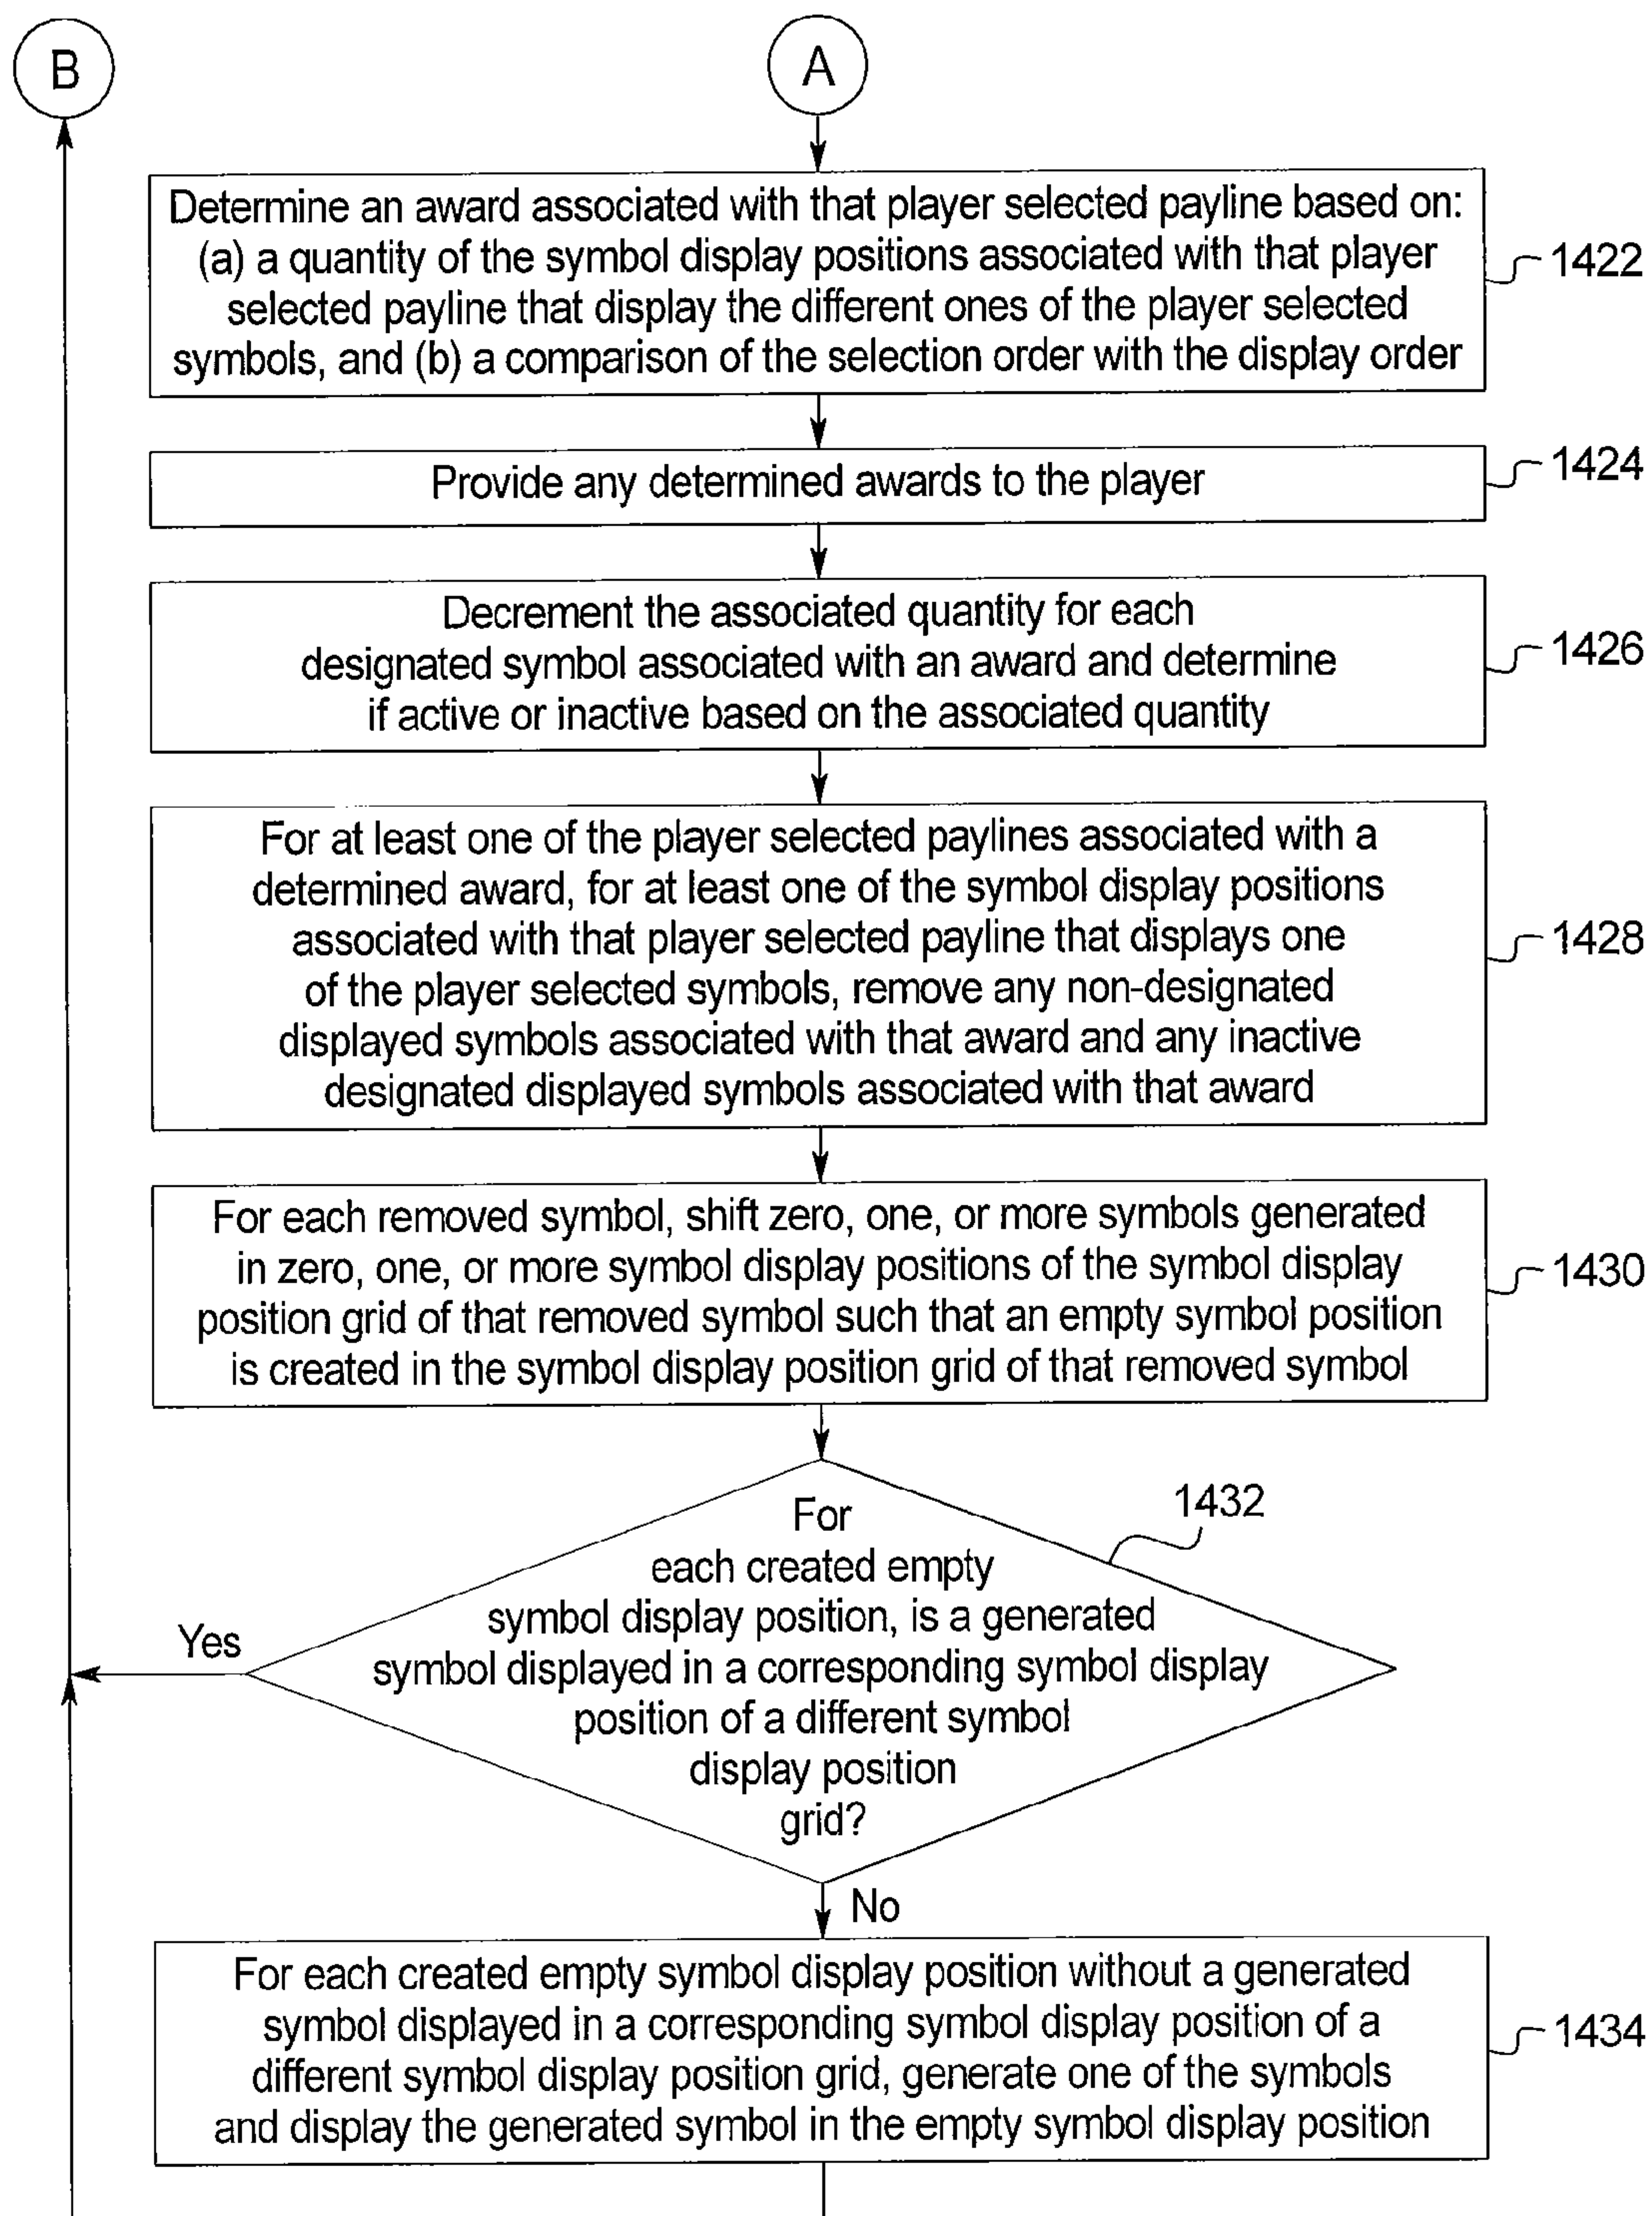 B
A
Determine an award associated with that player selected payline based on:
(a) a quantity of the symbol display positions associated with that player
selected payline that display the different ones of the player selected
symbols, and (b) a comparison of the selection order with the display order
1422
Provide any determined awards to the player
1424
Decrement the associated quantity for each
designated symbol associated with an award and determine
if active or inactive based on the associated quantity
1426
For at least one of the player selected paylines associated with a
determined award, for at least one of the symbol display positions
associated with that player selected payline that displays one
of the player selected symbols, remove any non-designated
displayed symbols associated with that award and any inactive
designated displayed symbols associated with that award
1428
For each removed symbol, shift zero, one, or more symbols generated
in zero, one, or more symbol display positions of the symbol display
position grid of that removed symbol such that an empty symbol position
is created in the symbol display position grid of that removed symbol
1430
1432
For
each created empty
symbol display position, is a generated
symbol displayed in a corresponding symbol display
position of a different symbol
display position
grid?
Yes
No
For each created empty symbol display position without a generated
symbol displayed in a corresponding symbol display position of a
different symbol display position grid, generate one of the symbols
and display the generated symbol in the empty symbol display position
1434